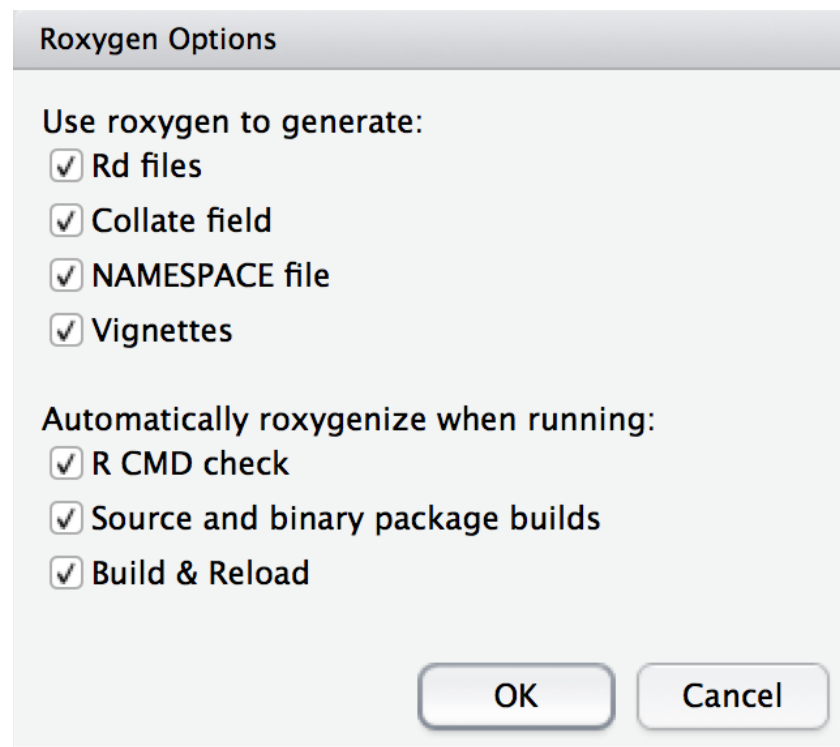 Roxygen Options
Use roxygen to generate:
Rd files
Collate field
NAMESPACE file
Vignettes
Automatically roxygenize when running:
R CMD check
Source and binary package builds
Build & Reload
OK
Cancel